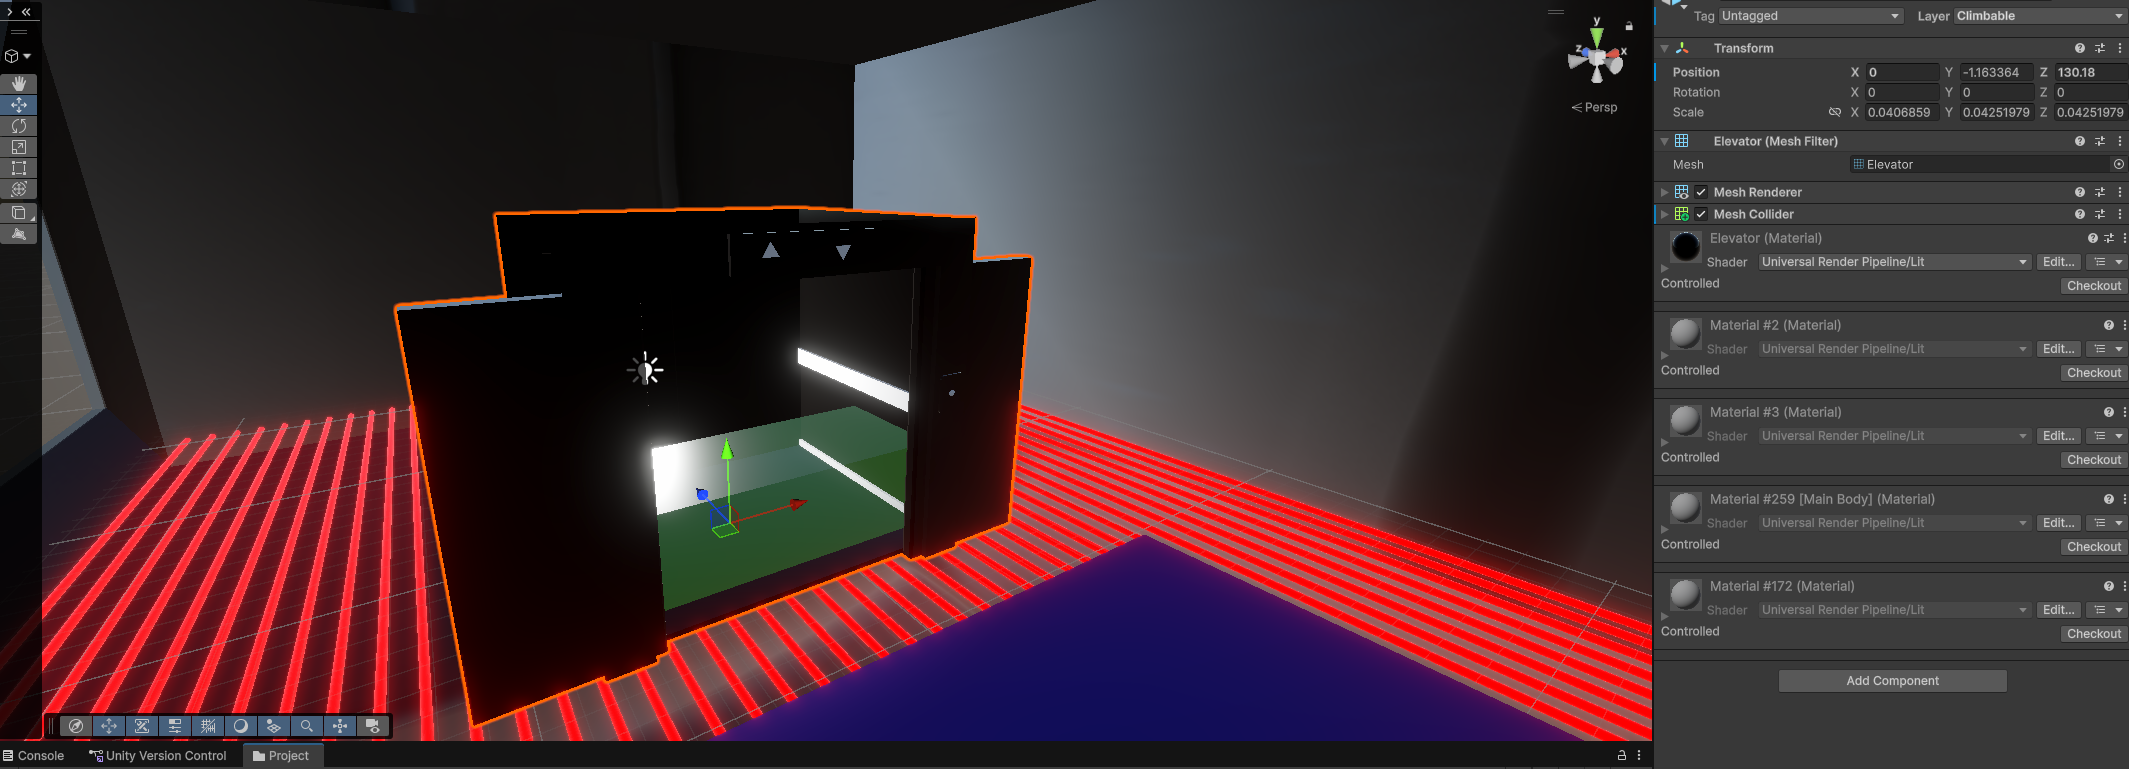 Tag Untagged Layer Climbable
Transform
Position X 0 Y -1.163364 Z 130.18
Rotation X 0 Y 0 Z 0
Scale X 0.0406859 Y 0.04251979 Z 0.04251979
Elevator (Mesh Filter)
Mesh Elevator
Mesh Renderer
Mesh Collider
Elevator (Material)
Shader Universal Render Pipeline/Lit Edit...
Controlled
Checkout
Material #2 (Material)
Shader Universal Render Pipeline/Lit Edit...
Controlled
Checkout
Material #3 (Material)
Shader Universal Render Pipeline/Lit Edit...
Controlled
Checkout
Material #259 [Main Body] (Material)
Shader Universal Render Pipeline/Lit Edit...
Controlled
Checkout
Material #172 (Material)
Shader Universal Render Pipeline/Lit Edit...
Controlled
Checkout
Add Component
y
z x
< Persp
Console Unity Version Control Project